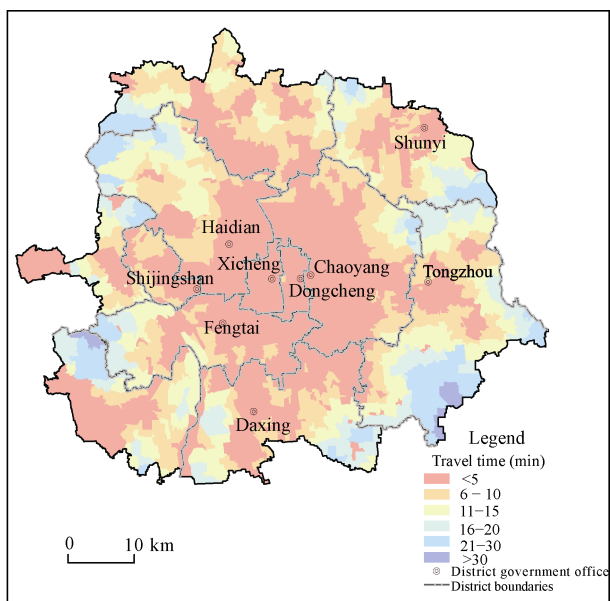 Shunyi
Haidian
Xicheng
Chaoyang
Shijingshan
Dongcheng
Tongzhou
Fengtai
Daxing
Legend
Travel time (min)
<5
6−10
11−15
16−20
21−30
>30
District government office
District boundaries
0 10 km